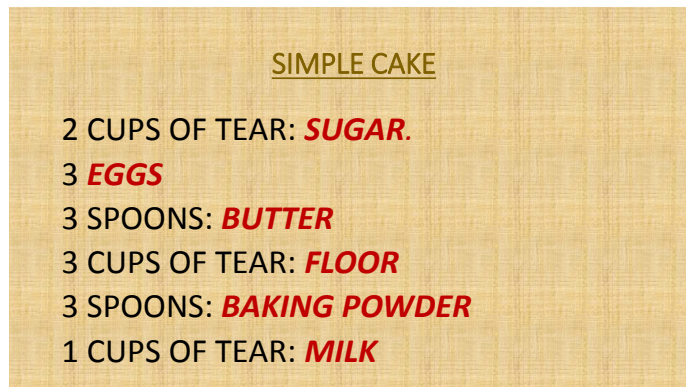 SIMPLE CAKE
2 CUPS OF TEAR: SUGAR.
3 EGGS
3 SPOONS: BUTTER
3 CUPS OF TEAR: FLOOR
3 SPOONS: BAKING POWDER
1 CUPS OF TEAR: MILK